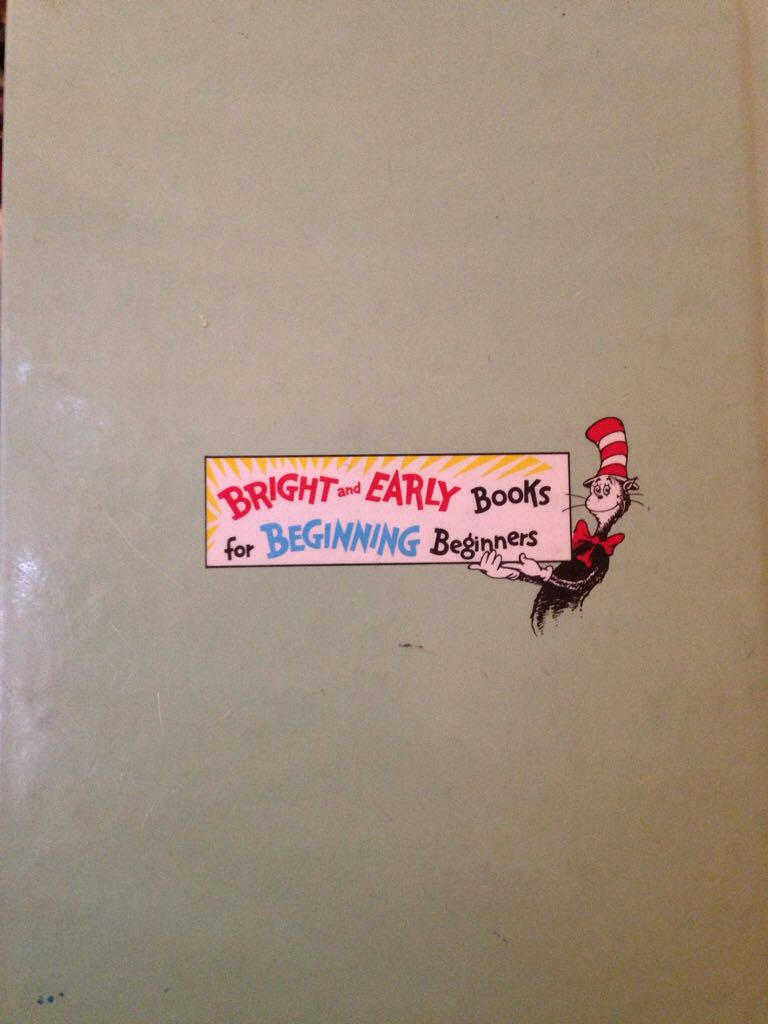 BRIGHT and EARLY Books
for BEGINNING Beginners